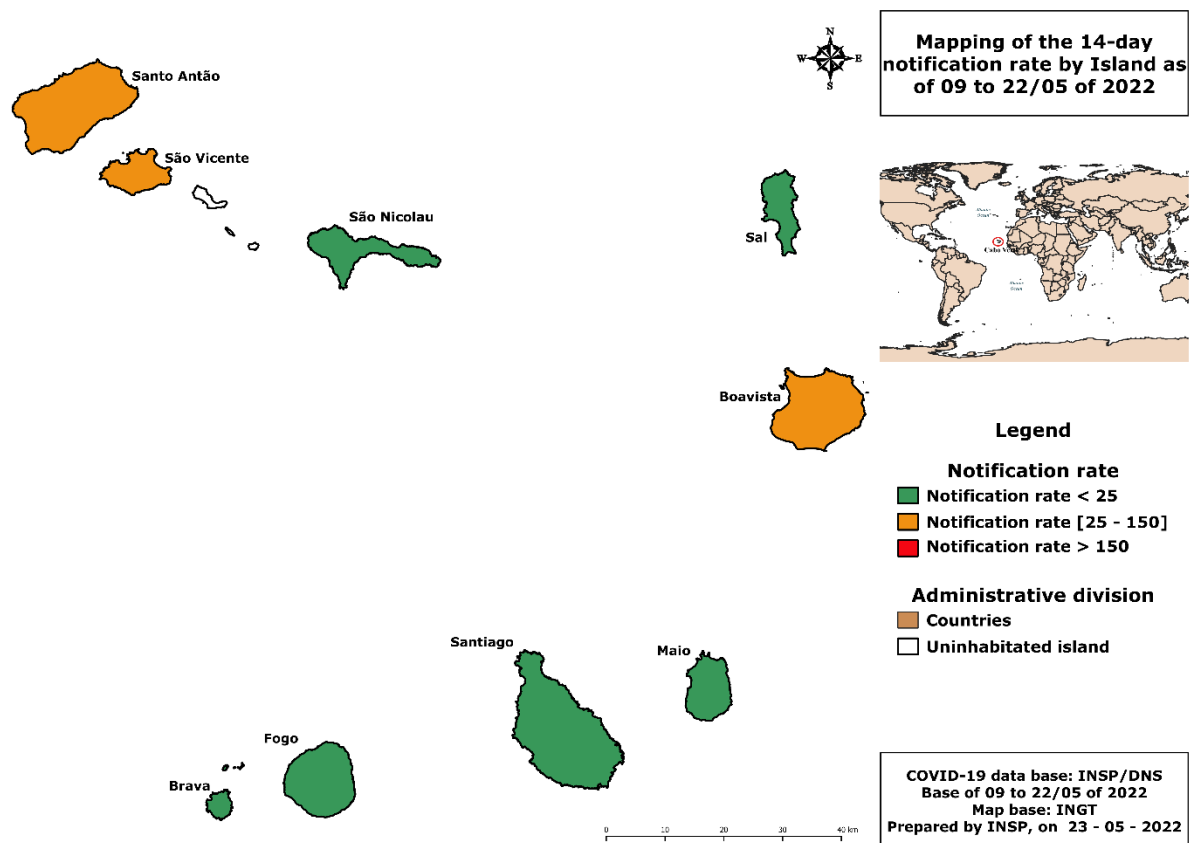 Mapping of the 14-day
notification rate by Island as
of 09 to 22/05 of 2022
N
W E
S
Santo Antão
São Vicente
São Nicolau
Sal
Boavista
Santiago
Maio
Fogo
Brava
Legend
Notification rate
Notification rate < 25
Notification rate [25 - 150]
Notification rate > 150
Administrative division
Countries
Uninhabitated island
0 10 20 30 40 km
COVID-19 data base: INSP/DNS
Base of 09 to 22/05 of 2022
Map base: INGT
Prepared by INSP, on 23 - 05 - 2022